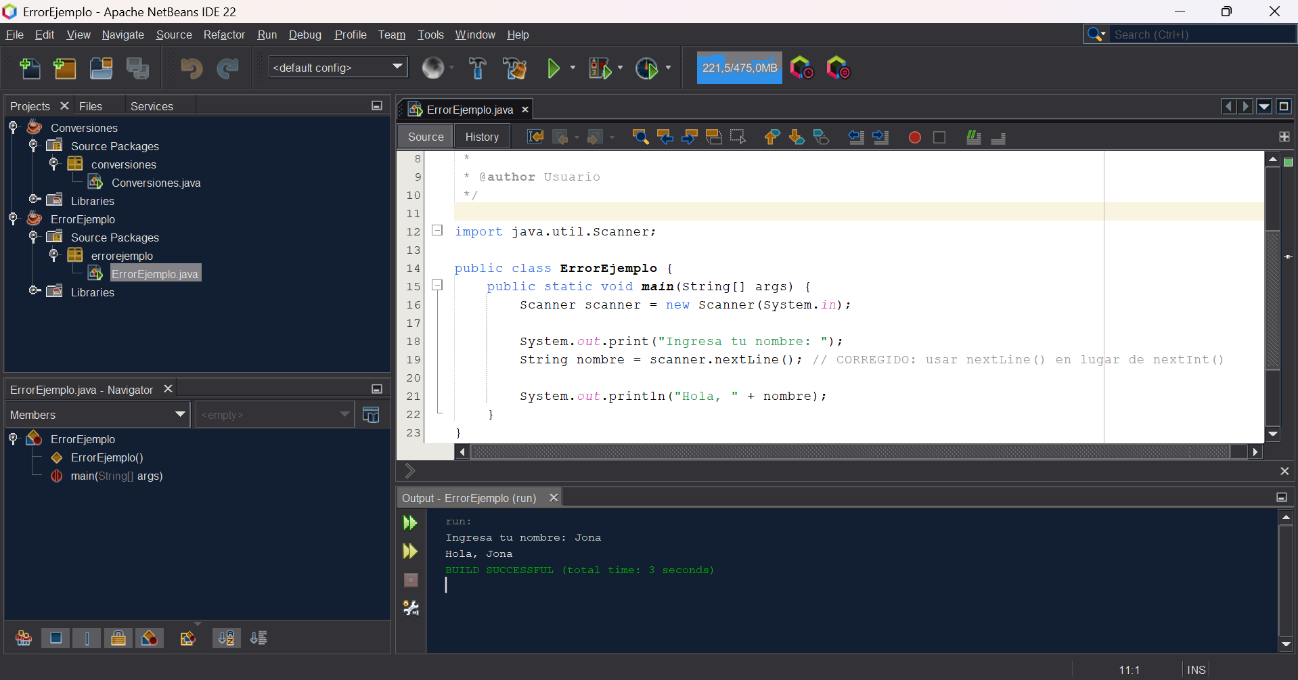 ErrorEjemplo - Apache NetBeans IDE 22
File Edit View Navigate Source Refactor Run Debug Profile Team Tools Window Help
Search (Ctrl+I)
<default config>
221,5/475,0MB
Projects Files Services
Conversiones
Source Packages
conversiones
Conversiones.java
Libraries
ErrorEjemplo
Source Packages
errorejemplo
ErrorEjemplo.java
Libraries
ErrorEjemplo.java - Navigator
Members <empty>
ErrorEjemplo
ErrorEjemplo()
main(String[] args)
ErrorEjemplo.java
Source History
8 *
9 * @author Usuario
10 */
11
12 import java.util.Scanner;
13
14 public class ErrorEjemplo {
15 public static void main(String[] args) {
16 Scanner scanner = new Scanner(System.in);
17
18 System.out.print("Ingresa tu nombre: ");
19 String nombre = scanner.nextLine(); // CORREGIDO: usar nextLine() en lugar de nextInt()
20
21 System.out.println("Hola, " + nombre);
22 }
23 }
Output - ErrorEjemplo (run)
run:
Ingresa tu nombre: Jona
Hola, Jona
BUILD SUCCESSFUL (total time: 3 seconds)
11:1 INS